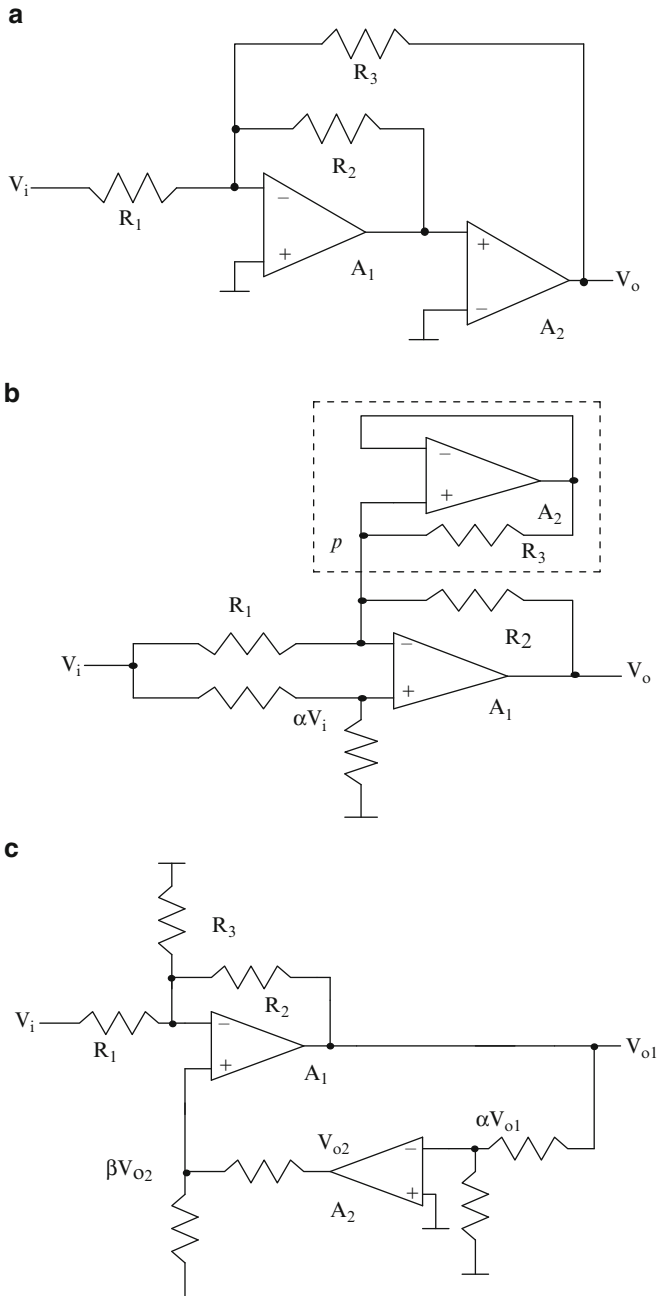 a
R3
R2
Vi
R1
−
+
A1
+
−
A2
Vo
b
−
+
A2
p
R3
R1
R2
Vi
−
+
A1
Vo
αVi
c
R3
R2
Vi
R1
−
+
A1
Vo1
αVo1
Vo2
−
+
βVO2
A2